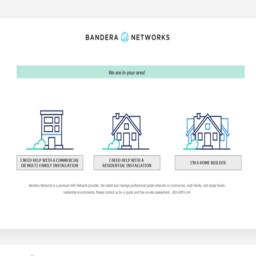 BANDERA NETWORKS
We are in your area!
I NEED HELP WITH A COMMERCIAL
OR MULTI-FAMILY INSTALLATION
I NEED HELP WITH A
RESIDENTIAL INSTALLATION
I'M A HOME BUILDER
Bandera Networks is a premium WiFi Network provider. We install and manage professional grade networks in commercial, multi-family, and single family
residential environments. Please contact us for a quote and free on-site assessment -